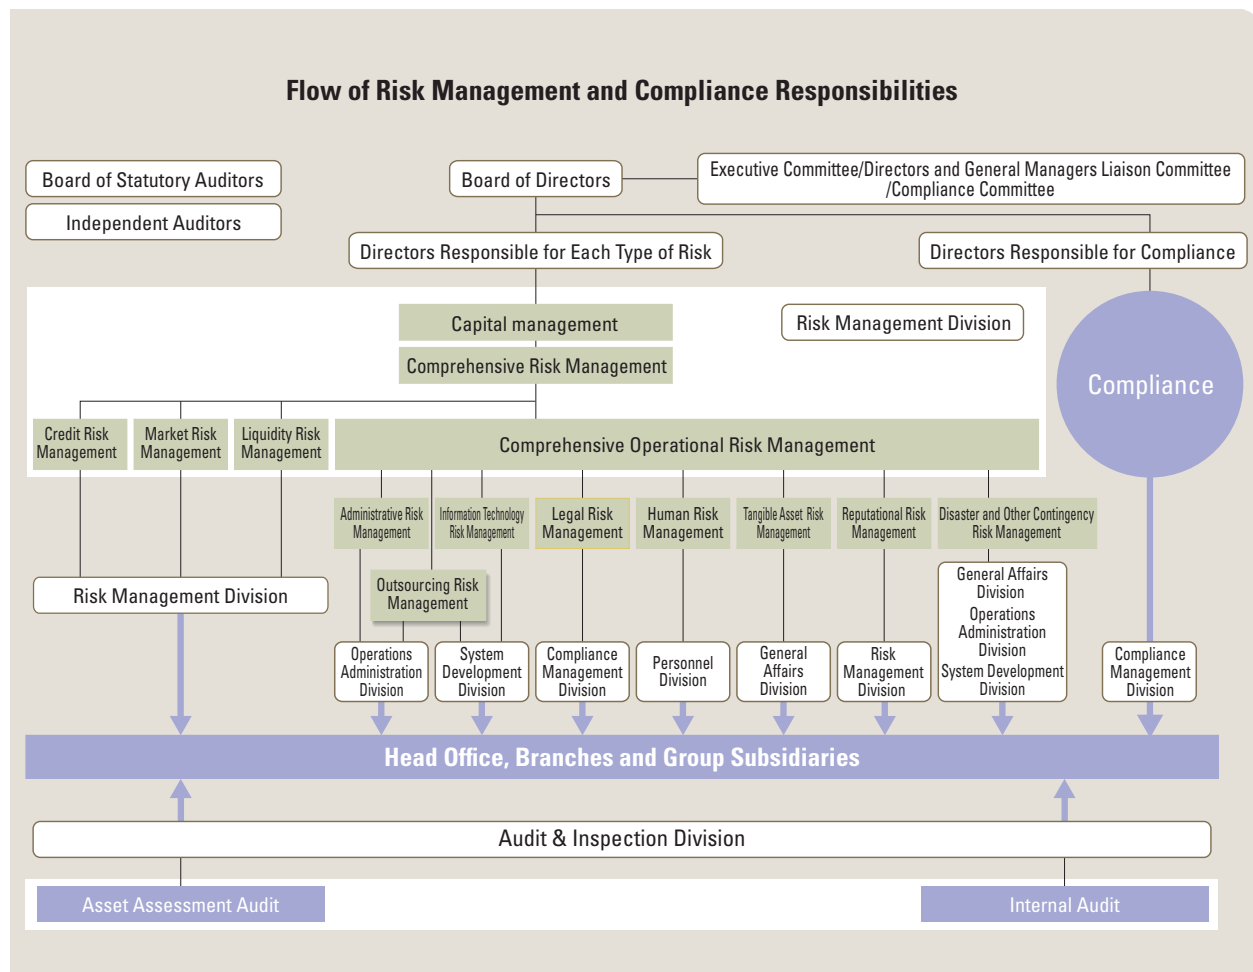 Flow of Risk Management and Compliance Responsibilities
Board of Statutory Auditors
Independent Auditors
Board of Directors
Executive Committee/Directors and General Managers Liaison Committee
/Compliance Committee
Directors Responsible for Each Type of Risk
Directors Responsible for Compliance
Capital management
Risk Management Division
Comprehensive Risk Management
Compliance
Credit Risk
Management
Market Risk
Management
Liquidity Risk
Management
Comprehensive Operational Risk Management
Administrative Risk
Management
Information Technology
Risk Management
Legal Risk
Management
Human Risk
Management
Tangible Asset Risk
Management
Reputational Risk
Management
Disaster and Other Contingency
Risk Management
Outsourcing Risk
Management
Risk Management Division
Operations
Administration
Division
System
Development
Division
Compliance
Management
Division
Personnel
Division
General
Affairs
Division
Risk
Management
Division
General Affairs
Division
Operations
Administration
Division
System Development
Division
Compliance
Management
Division
Head Office, Branches and Group Subsidiaries
Audit & Inspection Division
Asset Assessment Audit
Internal Audit